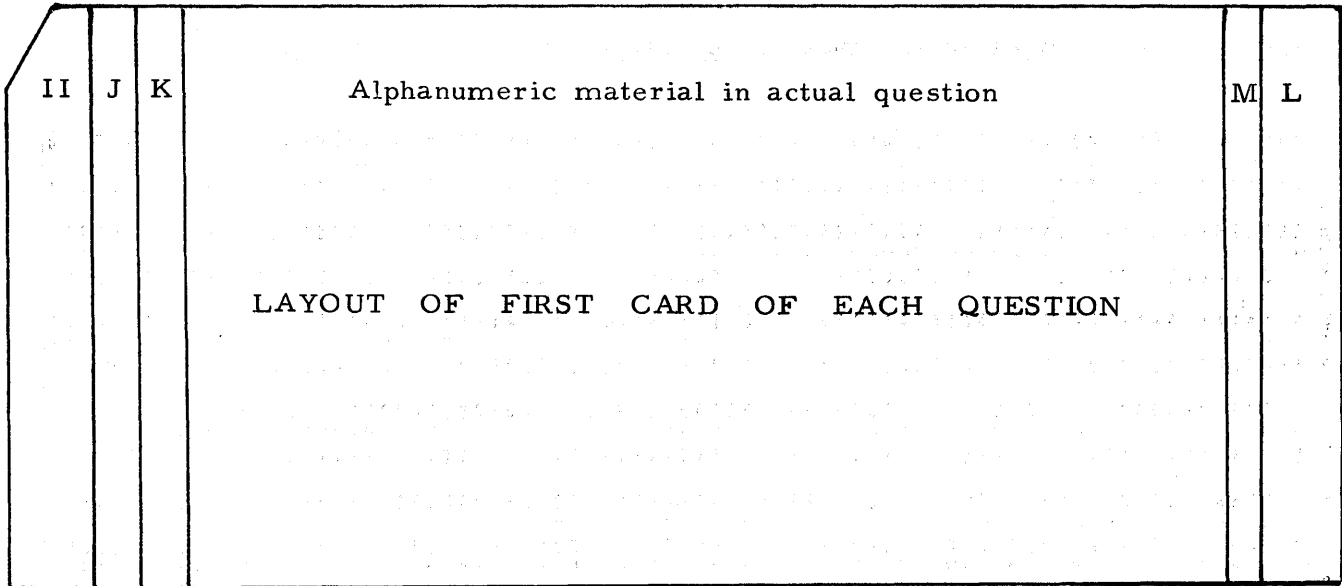 II J K Alphanumeric material in actual question M L
LAYOUT OF FIRST CARD OF EACH QUESTION